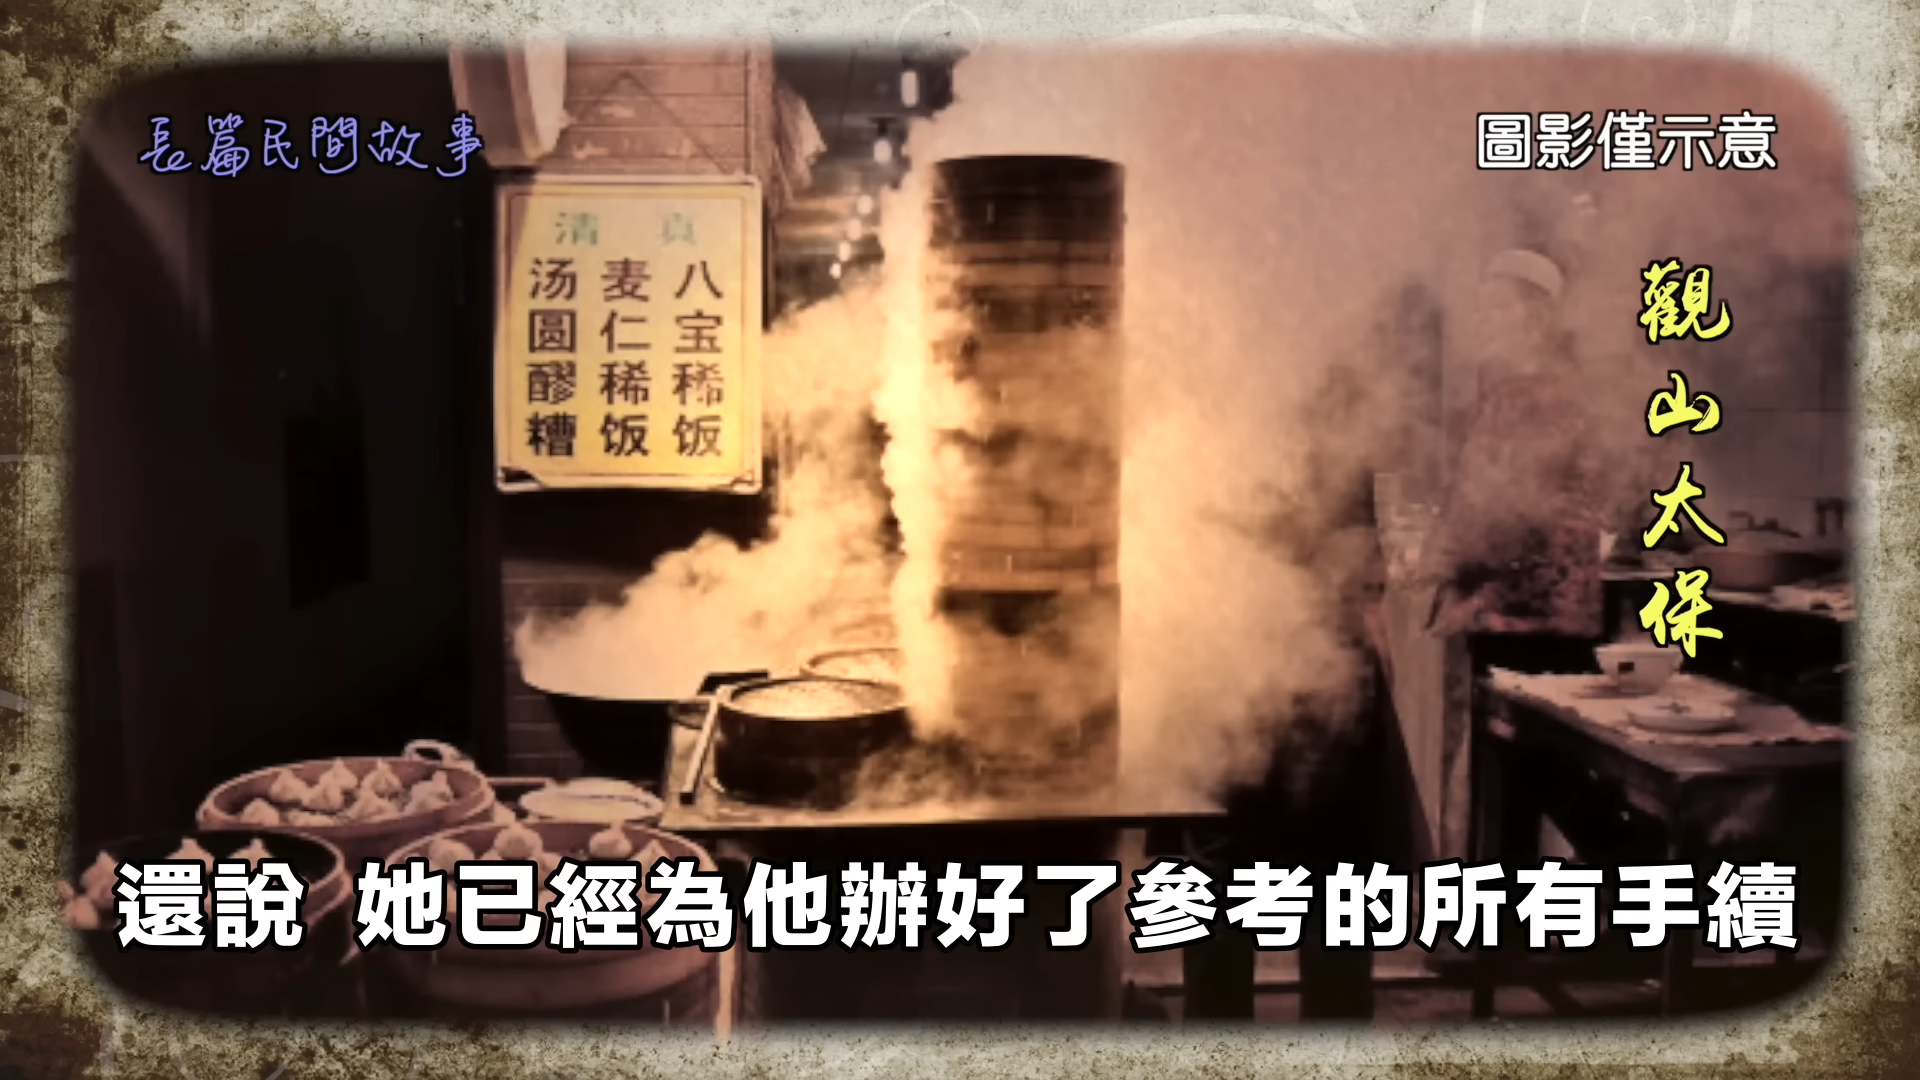 長篇民間故事
圖影僅示意
觀山太保
清真
八宝稀饭
麦仁稀饭
汤圆醪糟
還說 她已經為他辦好了參考的所有手續